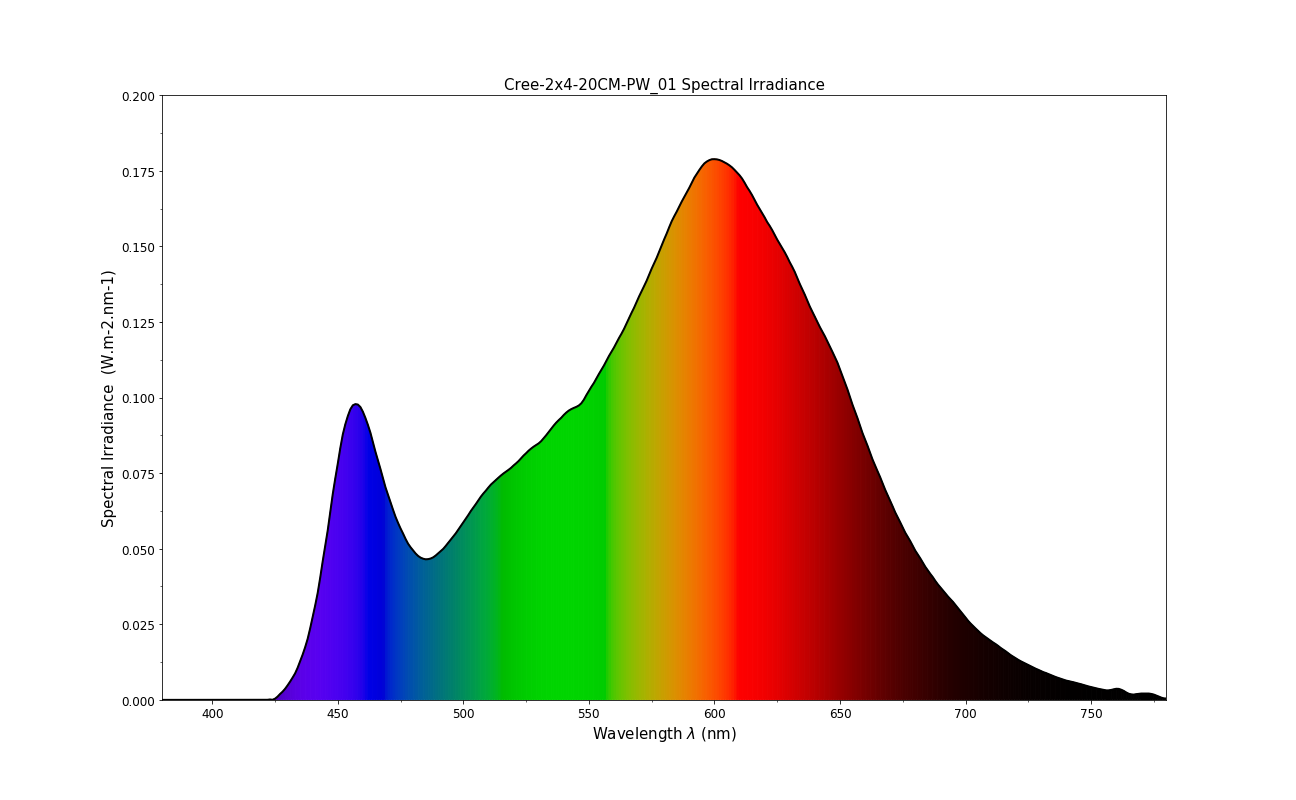 Cree-2x4-20CM-PW_01 Spectral Irradiance
0.200
0.175
0.150
0.125
0.100
0.075
0.050
0.025
0.000
Spectral Irradiance (W.m-2.nm-1)
400 450 500 550 600 650 700 750
Wavelength λ (nm)